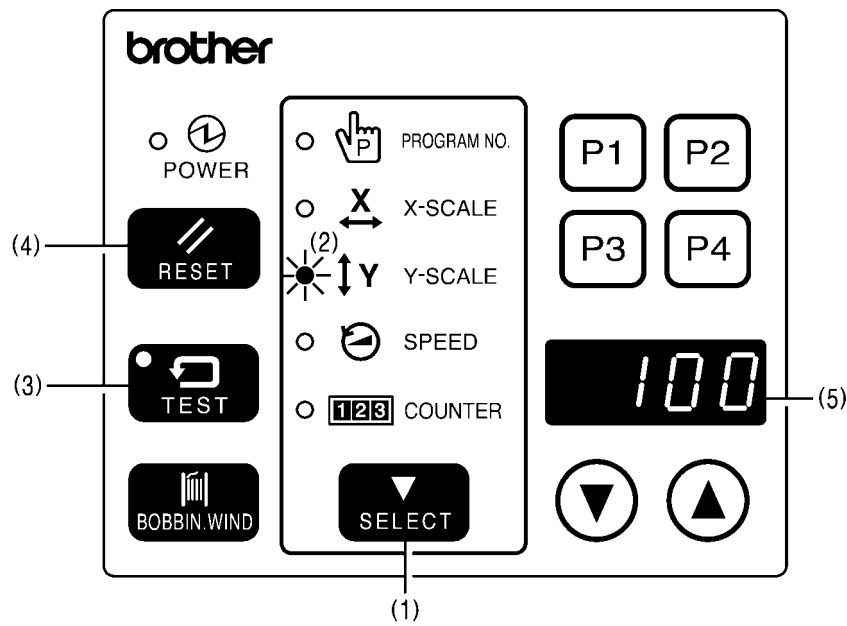 brother
POWER
(4)
RESET
(3)
TEST
BOBBIN.WIND
P
PROGRAM NO.
X
X-SCALE
(2)
Y
Y-SCALE
SPEED
123
COUNTER
SELECT
(1)
P1
P2
P3
P4
100
(5)